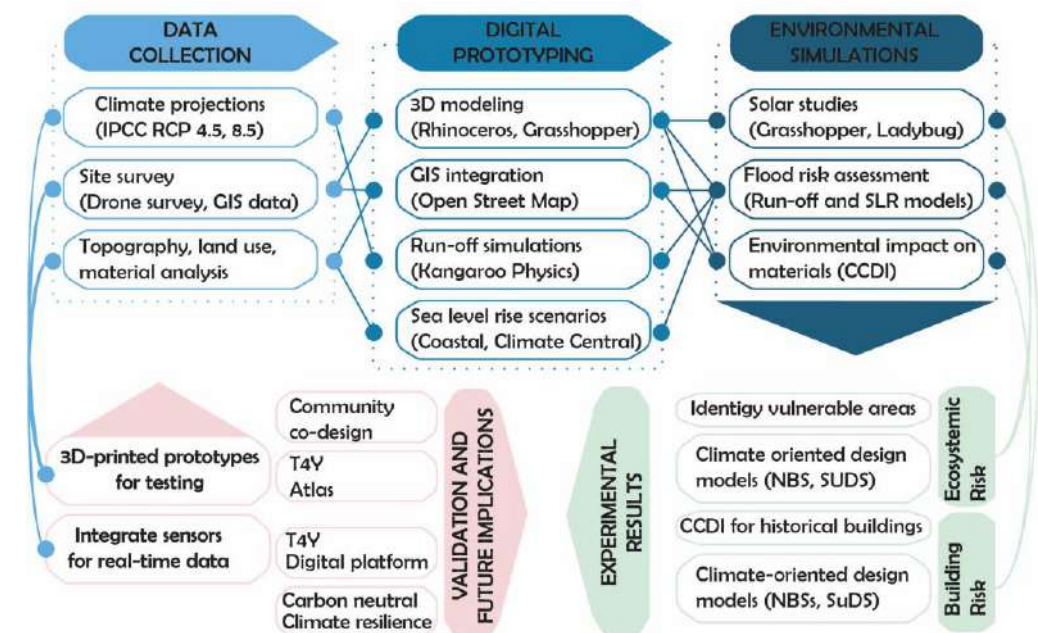 DATA
COLLECTION
Climate projections
(IPCC RCP 4.5, 8.5)
Site survey
(Drone survey, GIS data)
Topography, land use,
material analysis
DIGITAL
PROTOTYPING
3D modeling
(Rhinoceros, Grasshopper)
GIS integration
(Open Street Map)
Run-off simulations
(Kangaroo Physics)
Sea level rise scenarios
(Coastal, Climate Central)
ENVIRONMENTAL
SIMULATIONS
Solar studies
(Grasshopper, Ladybug)
Flood risk assessment
(Run-off and SLR models)
Environmental impact on
materials (CCDI)
3D-printed prototypes
for testing
Integrate sensors
for real-time data
Community
co-design
T4Y
Atlas
T4Y
Digital platform
Carbon neutral
Climate resilience
VALIDATION AND
FUTURE IMPLICATIONS
EXPERIMENTAL
RESULTS
Identigy vulnerable areas
Climate oriented design
models (NBS, SUDS)
CCDI for historical buildings
Climate-oriented design
models (NBSs, SuDS)
Ecosystemic
Risk
Building
Risk